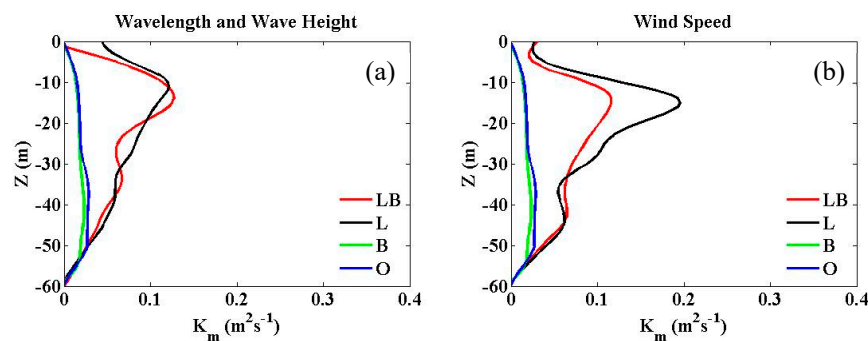 Wavelength and Wave Height
(a)
Z (m)
0
-10
-20
-30
-40
-50
-60
LB
L
B
O
0 0.1 0.2 0.3 0.4
K_m (m²s⁻¹)
Wind Speed
(b)
Z (m)
0
-10
-20
-30
-40
-50
-60
LB
L
B
O
0 0.1 0.2 0.3 0.4
K_m (m²s⁻¹)